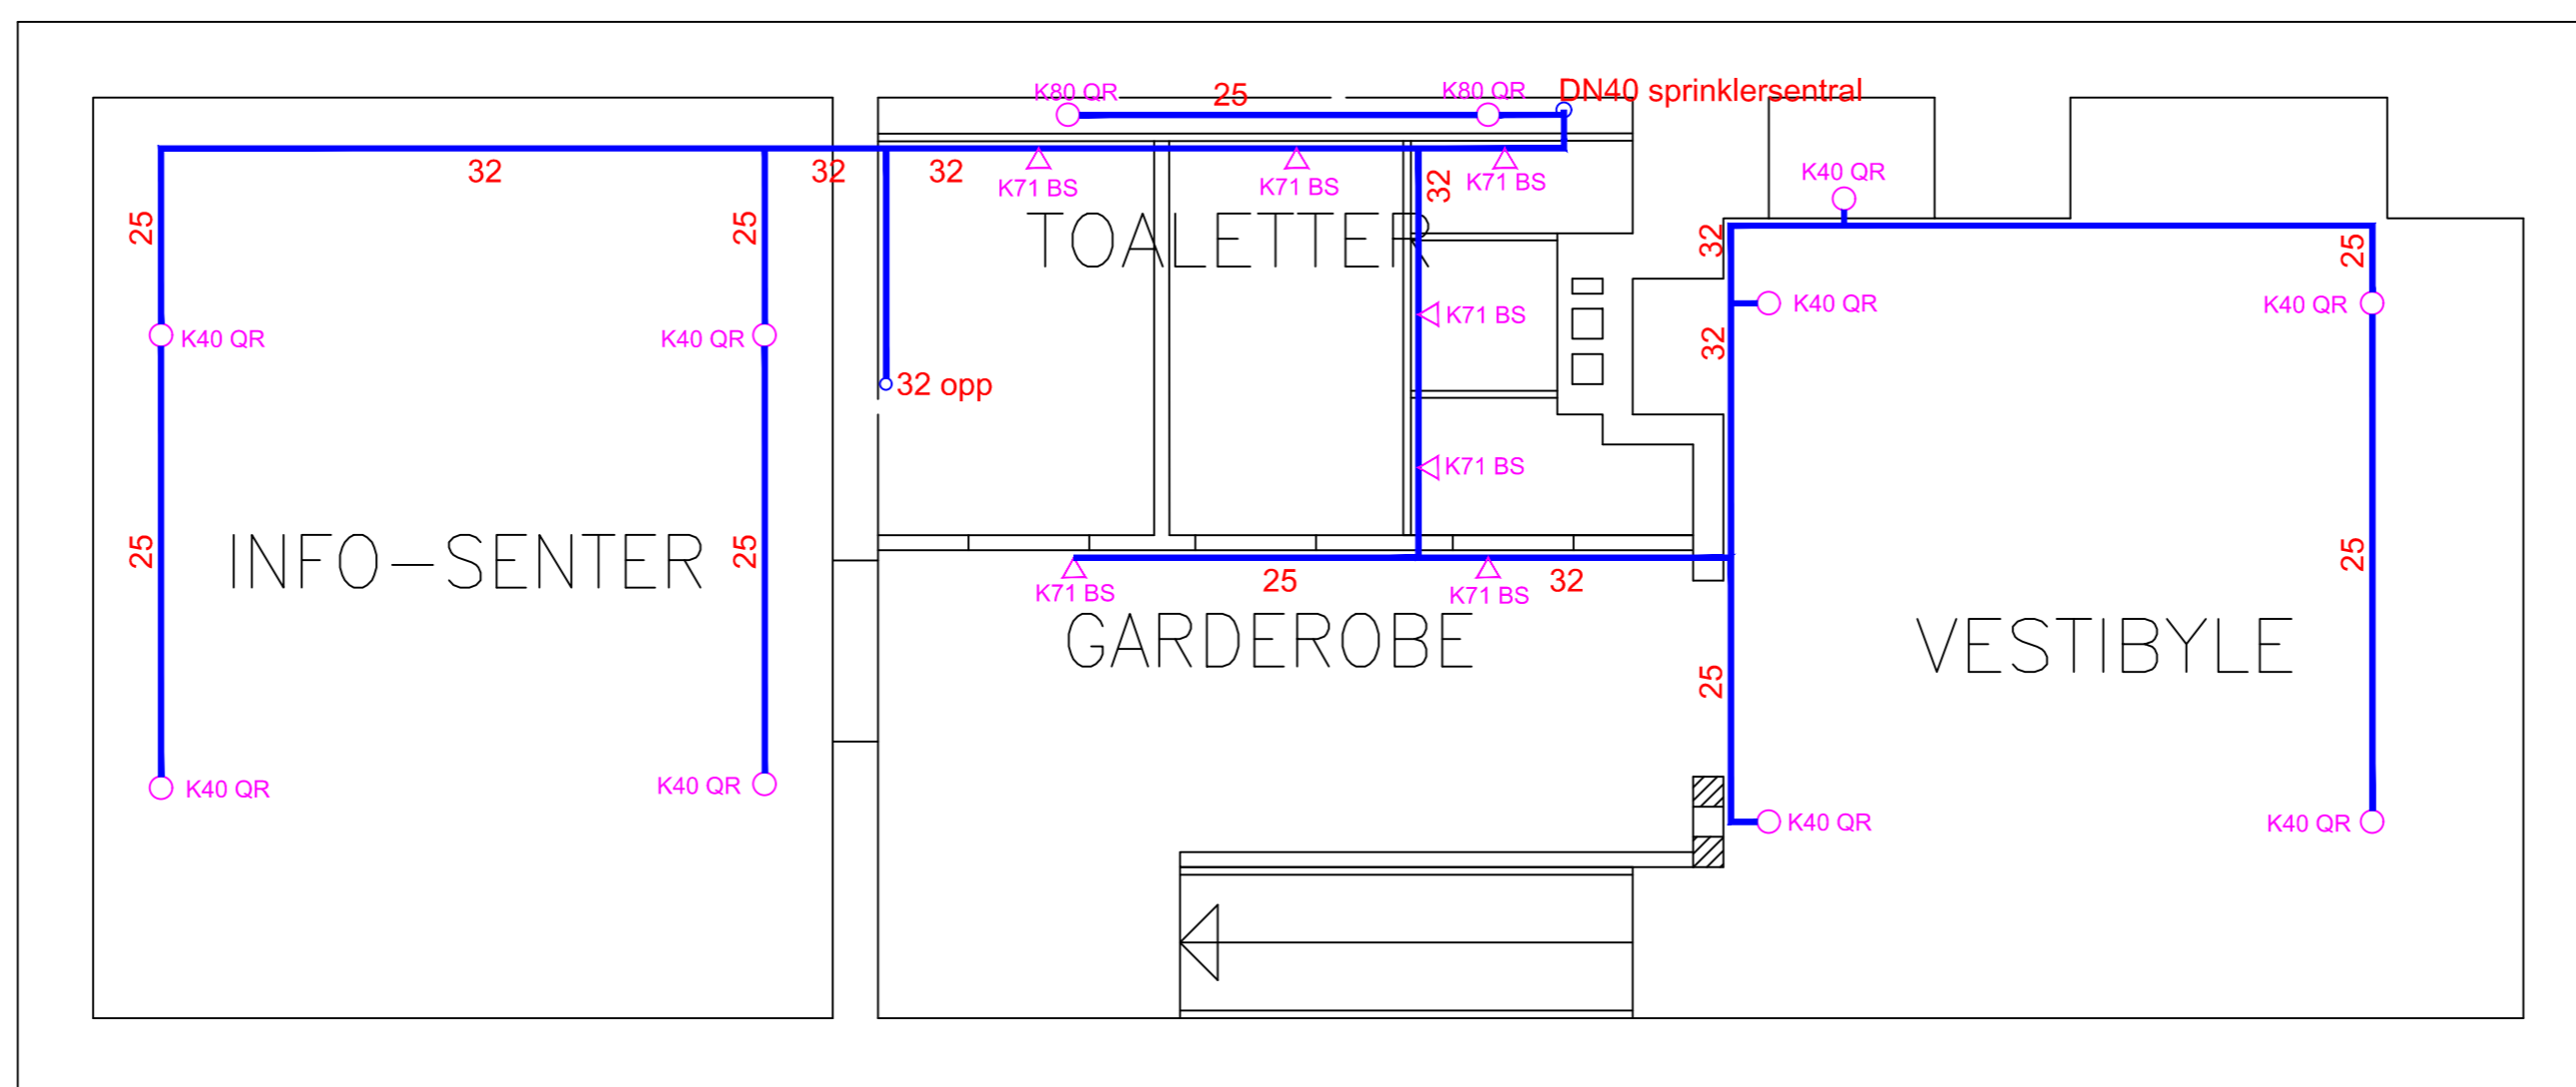 K80 QR
25
K80 QR
DN40 sprinklersentral
32
32
32
K71 BS
K71 BS
32
K71 BS
K40 QR
25
25
TOALETTER
32
25
K40 QR
K40 QR
K40 QR
K40 QR
K71 BS
32
32 opp
K71 BS
25
INFO-SENTER
25
25
K71 BS
25
K71 BS
32
GARDEROBE
VESTIBYLE
25
K40 QR
K40 QR
K40 QR
K40 QR